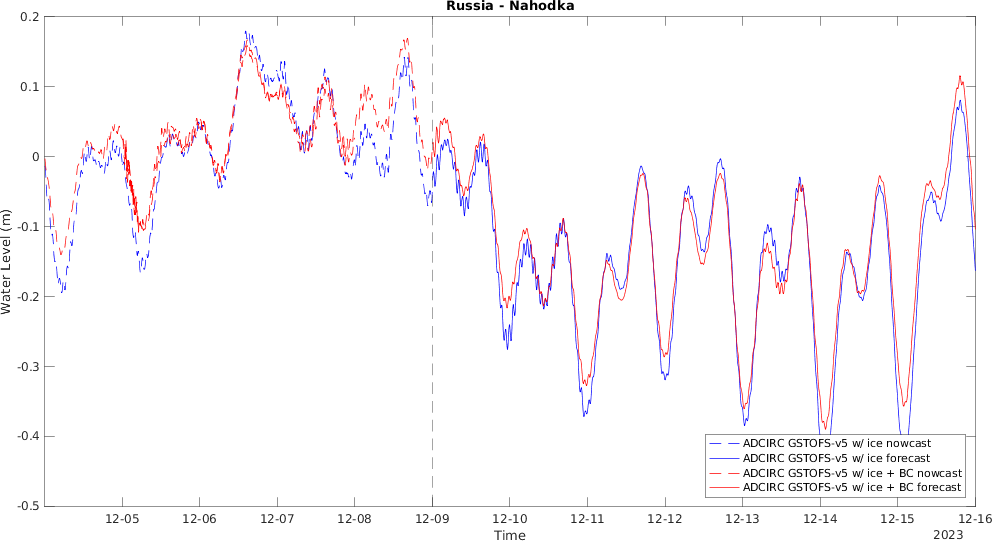 Russia - Nahodka
0.2
0.1
0
-0.1
-0.2
-0.3
-0.4
-0.5
Water Level (m)
ADCIRC GSTOFS-v5 w/ ice nowcast
ADCIRC GSTOFS-v5 w/ ice forecast
ADCIRC GSTOFS-v5 w/ ice + BC nowcast
ADCIRC GSTOFS-v5 w/ ice + BC forecast
12-05 12-06 12-07 12-08 12-09 12-10 12-11 12-12 12-13 12-14 12-15 12-16
Time
2023